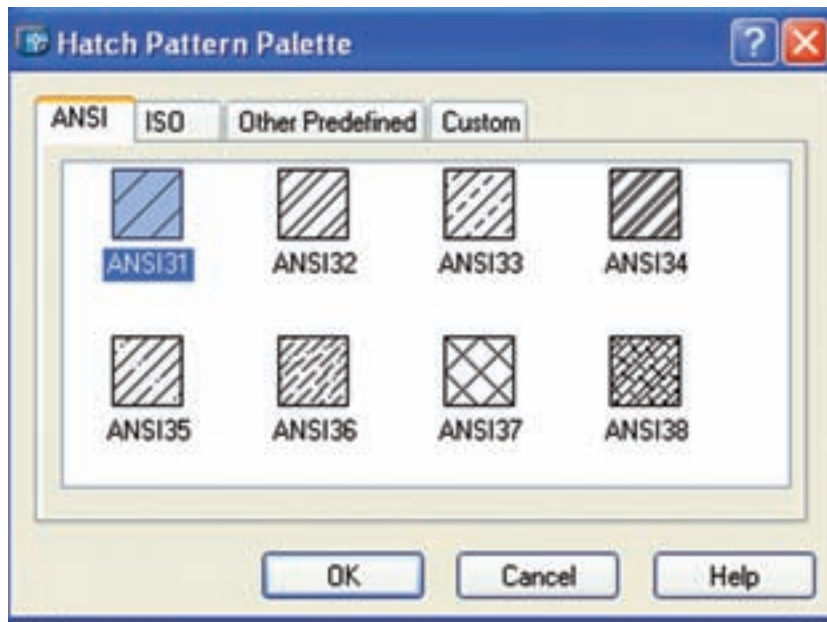 Hatch Pattern Palette
ANSI ISO Other Predefined Custom
ANSI31 ANSI32 ANSI33 ANSI34
ANSI35 ANSI36 ANSI37 ANSI38
OK Cancel Help